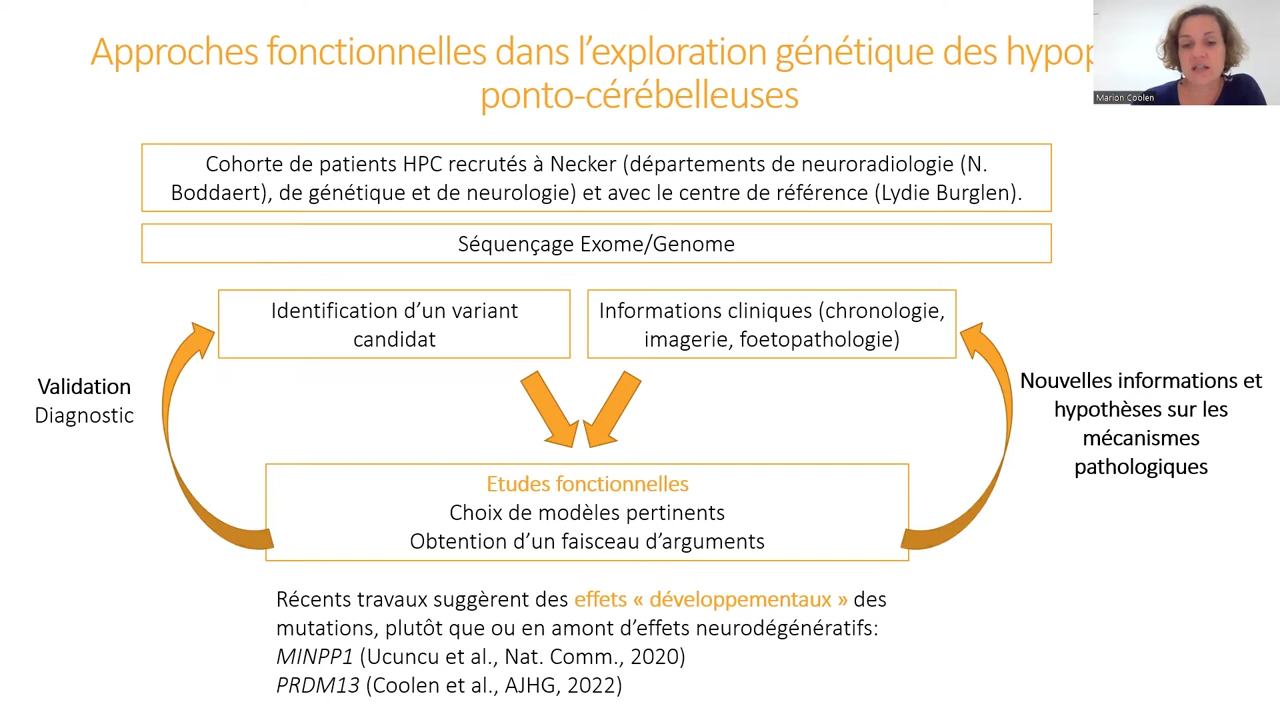 Approches fonctionnelles dans l’exploration génétique des
ponto-cérébelleuses
Marion Coolen
Cohorte de patients HPC recrutés à Necker (départements de neuroradiologie (N.
Boddaert), de génétique et de neurologie) et avec le centre de référence (Lydie Burglen).
Séquençage Exome/Genome
Identification d’un variant
candidat
Informations cliniques (chronologie,
imagerie, foetopathologie)
Validation
Diagnostic
Nouvelles informations et
hypothèses sur les
mécanismes
pathologiques
Etudes fonctionnelles
Choix de modèles pertinents
Obtention d’un faisceau d’arguments
Récents travaux suggèrent des effets « développementaux » des
mutations, plutôt que ou en amont d’effets neurodégénératifs:
MINPP1 (Ucuncu et al., Nat. Comm., 2020)
PRDM13 (Coolen et al., AJHG, 2022)